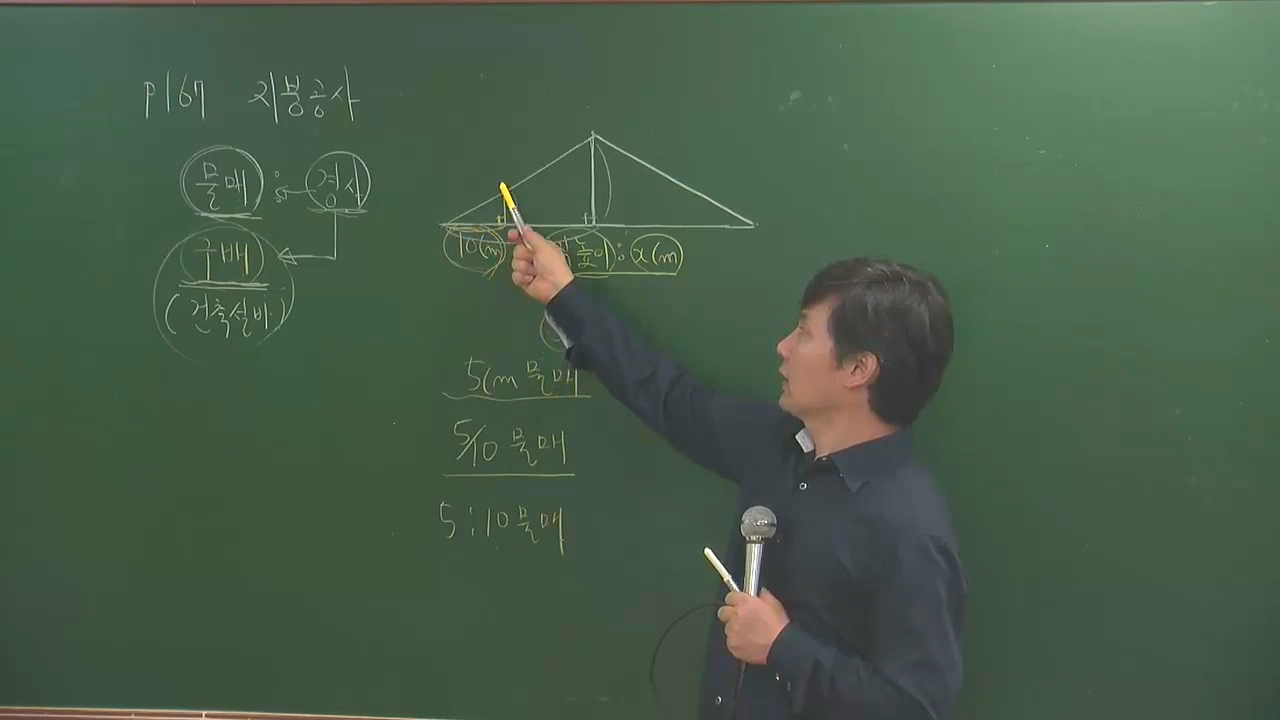 p167 지붕공사
물매 : 경사
구배
(건축설비)
10cm 높이 : xcm
5cm 물매
5/10 물매
5:10 물매